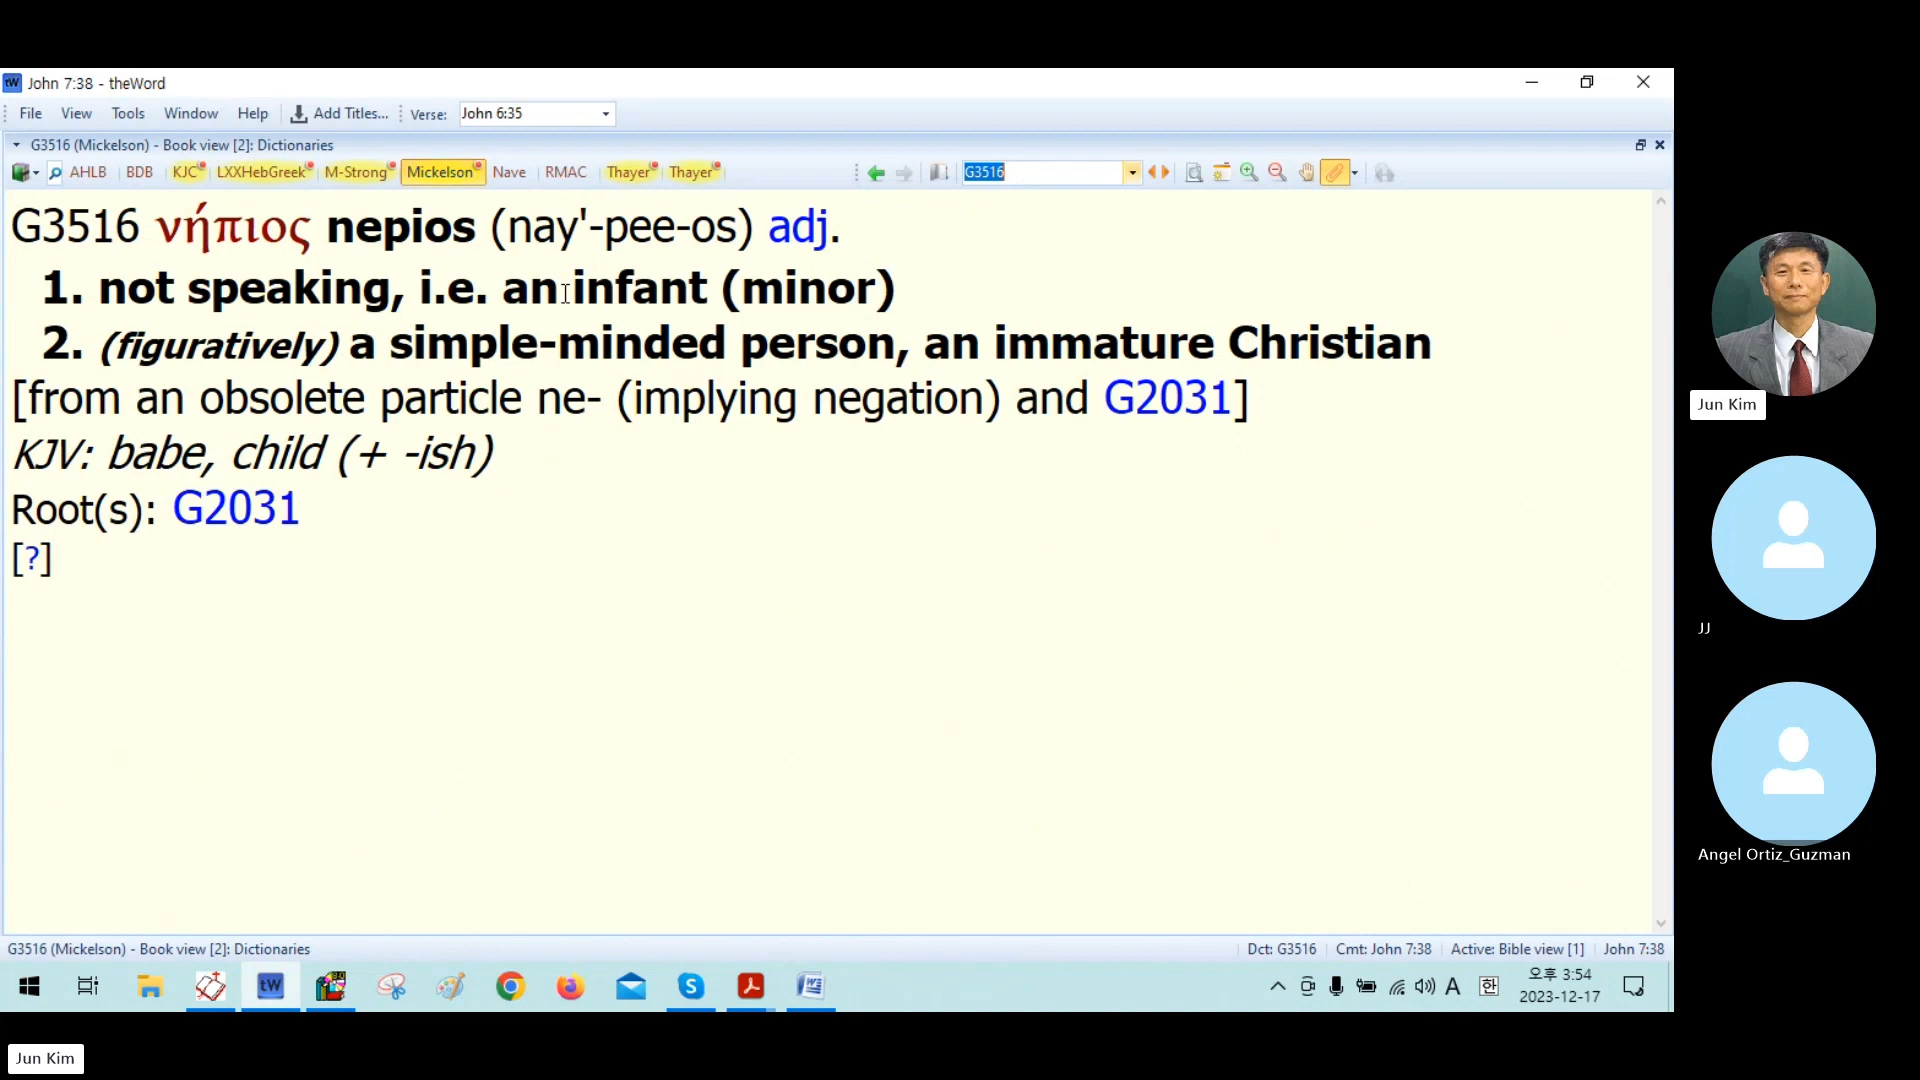 John 7:38 - theWord
File View Tools Window Help Add Titles... Verse: John 6:35
G3516 (Mickelson) - Book view [2]: Dictionaries
AHLB BDB KJC LXXHebGreek M-Strong Mickelson Nave RMAC Thayer Thayer G3516
G3516 νήπιος nepios (nay'-pee-os) adj.
1. not speaking, i.e. an infant (minor)
2. (figuratively) a simple-minded person, an immature Christian
[from an obsolete particle ne- (implying negation) and G2031]
KJV: babe, child (+ -ish)
Root(s): G2031
[?]
G3516 (Mickelson) - Book view [2]: Dictionaries Dct: G3516 Cmt: John 7:38 Active: Bible view [1] John 7:38
tW S W A 한 오후 3:54
2023-12-17
Jun Kim
JJ
Angel Ortiz_Guzman
Jun Kim